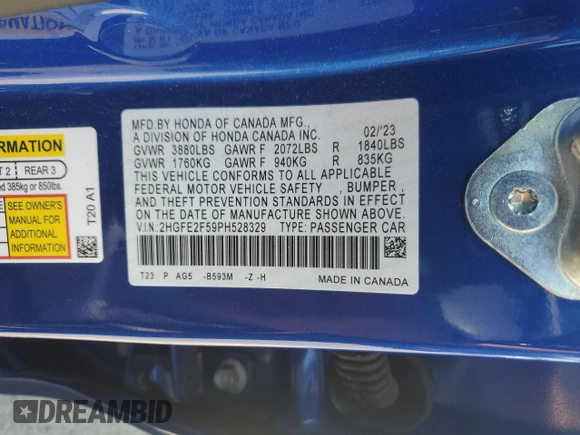 MFD.BY HONDA OF CANADA MFG.,
A DIVISION OF HONDA CANADA INC. 02/'23
GVWR 3880LBS GAWR F 2072LBS R 1840LBS
GVWR 1760KG GAWR F 940KG R 835KG
THIS VEHICLE CONFORMS TO ALL APPLICABLE
FEDERAL MOTOR VEHICLE SAFETY , BUMPER ,
AND THEFT PREVENTION STANDARDS IN EFFECT
ON THE DATE OF MANUFACTURE SHOWN ABOVE.
V.I.N.:2HGFE2F59PH528329 TYPE: PASSENGER CAR
T23 P AG5 -B593M -Z -H MADE IN CANADA
ORMATION
T 2 REAR 3
ed 385kg or 850lbs.
SEE OWNER'S
MANUAL FOR
ADDITIONAL
INFORMATION
T20 A1
DREAMBID